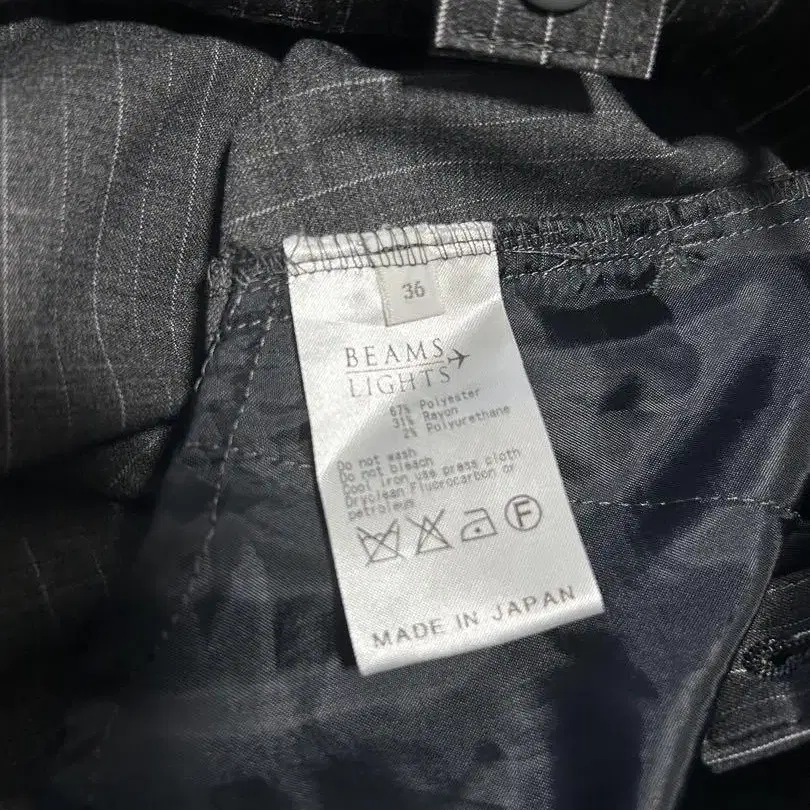 36
BEAMS
LIGHTS
67% Polyester
31% Rayon
2% Polyurethane
Do not wash
Do not bleach
Cool iron use press cloth
Dryclean fluorocarbon or
petroleum
F
MADE IN JAPAN